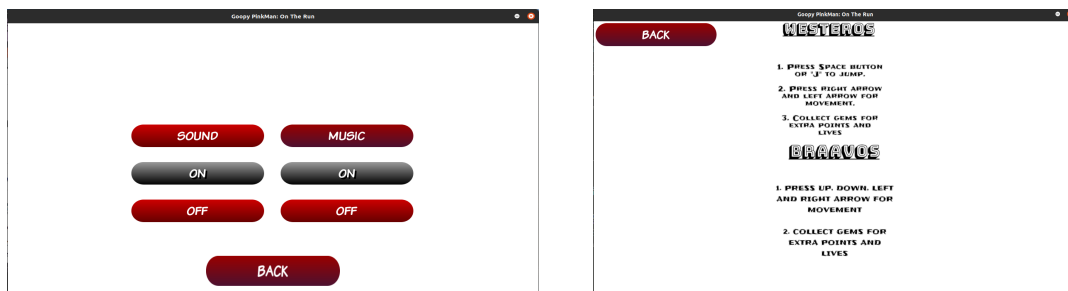 Goopy PinkMan: On The Run
SOUND MUSIC
ON ON
OFF OFF
BACK
Goopy PinkMan: On The Run
BACK
WESTEROS
1. PRESS SPACE BUTTON
OR "J" TO JUMP.
2. PRESS RIGHT ARROW
AND LEFT ARROW FOR
MOVEMENT.
3. COLLECT GEMS FOR
EXTRA POINTS AND
LIVES
BRAAVOS
1. PRESS UP, DOWN, LEFT
AND RIGHT ARROW FOR
MOVEMENT
2. COLLECT GEMS FOR
EXTRA POINTS AND
LIVES